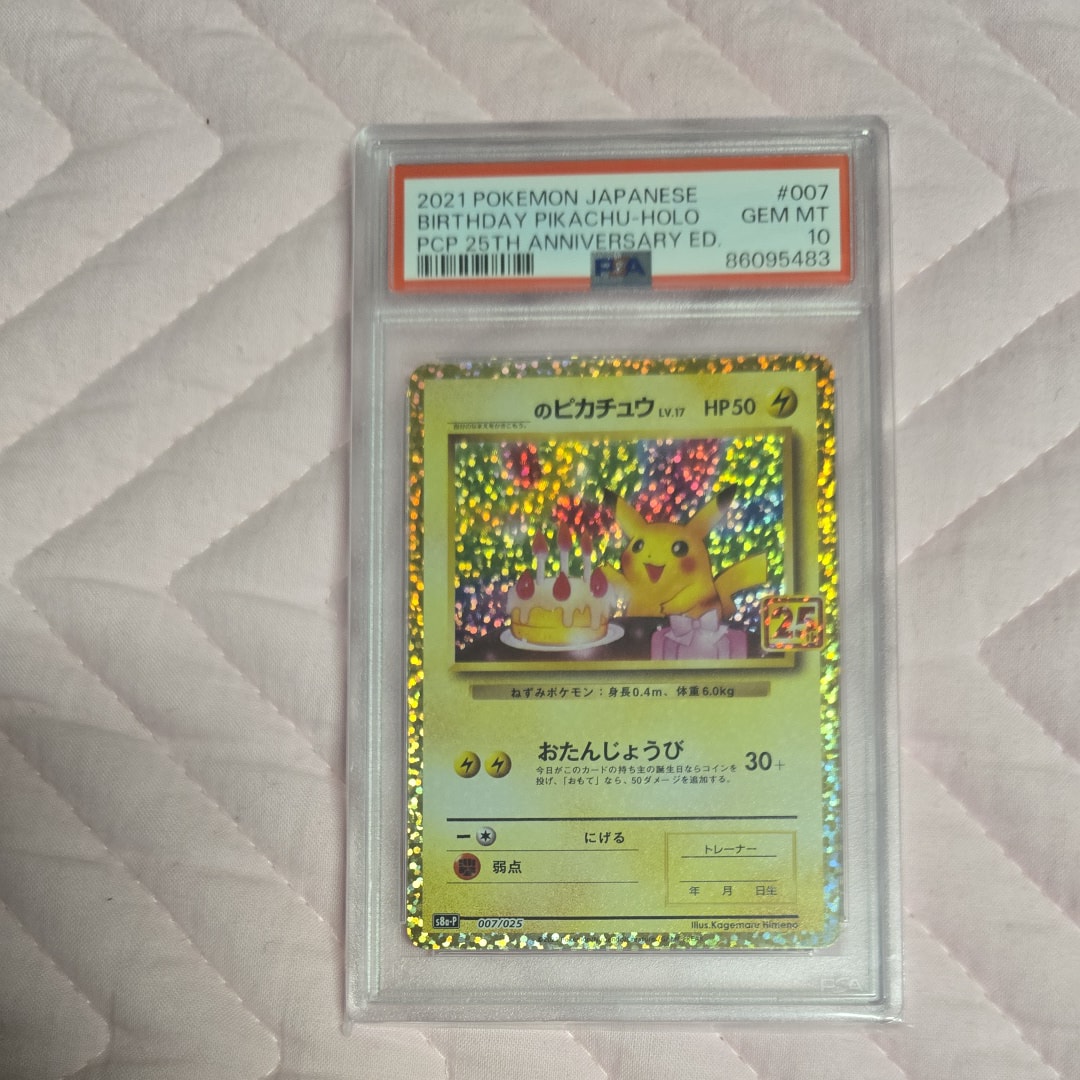 2021 POKEMON JAPANESE #007
BIRTHDAY PIKACHU-HOLO GEM MT
PCP 25TH ANNIVERSARY ED. 10
PSA 86095483
のピカチュウ LV.17 HP50
25
ねずみポケモン：身長0.4m、体重6.0kg
おたんじょうび 30+
今日がこのカードの持ち主の誕生日ならコインを
投げ、「おもて」なら、50ダメージを追加する。
にげる
弱点
トレーナー
年 月 日生
s8a-P 007/025
Illus.Kagemaru Himeno
PSA